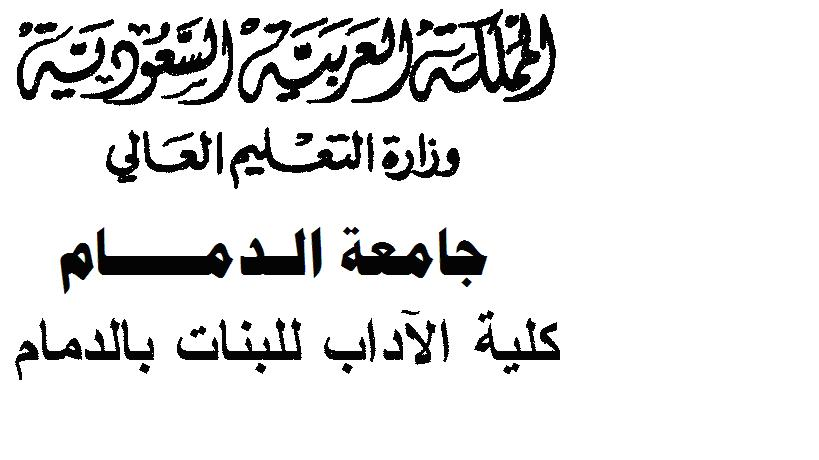 المملكة العربية السعودية
وزارة التعليم العالي
جامعة الدمام
كلية الآداب للبنات بالدمام